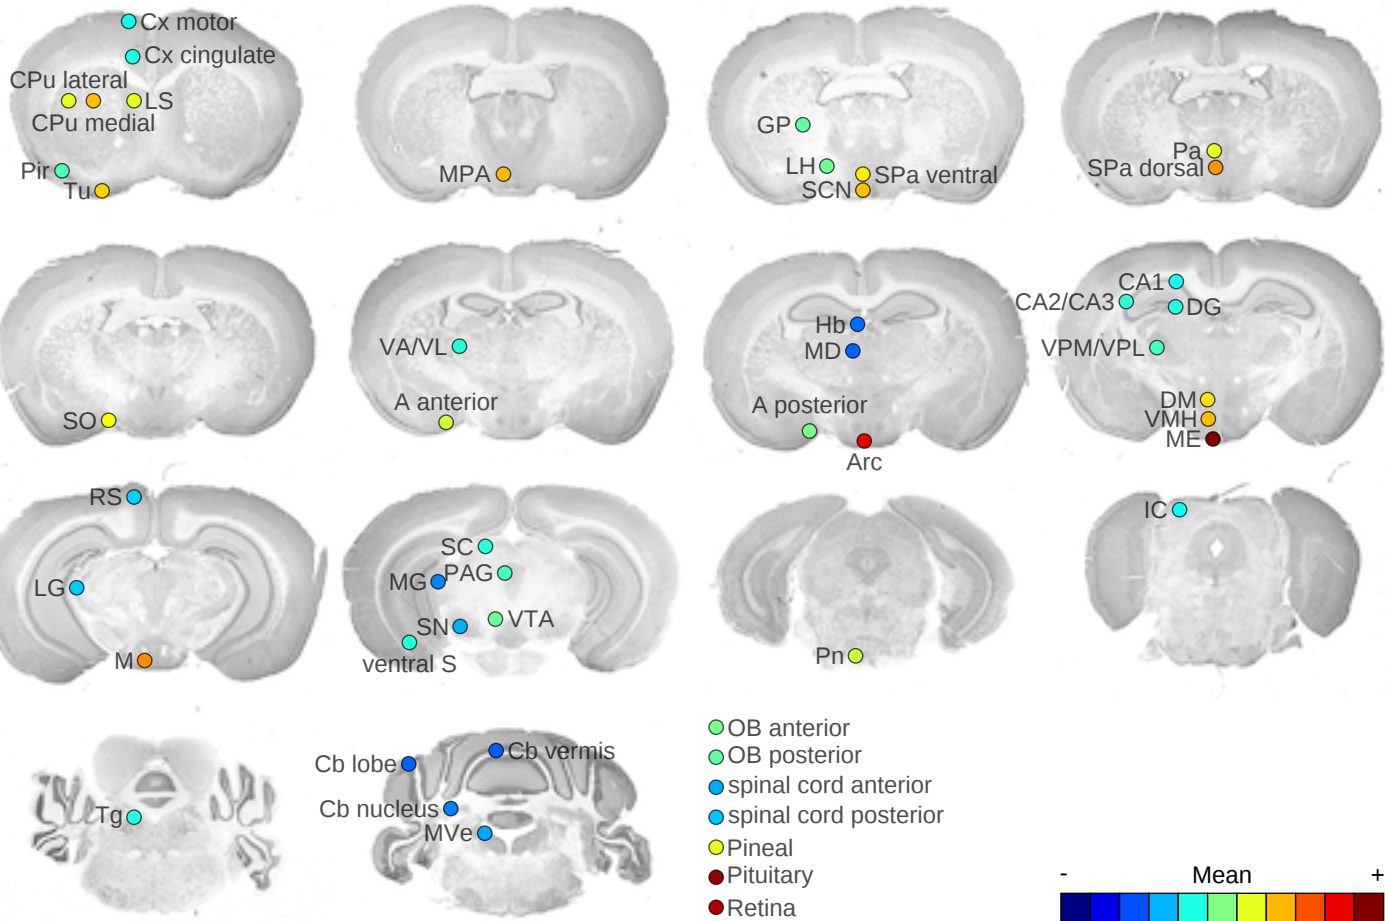 Cx motor
Cx cingulate
CPu lateral
LS
CPu medial
Pir
Tu
MPA
GP
LH
SPa ventral
SCN
Pa
SPa dorsal
SO
VA/VL
A anterior
Hb
MD
A posterior
Arc
CA1
CA2/CA3
DG
VPM/VPL
DM
VMH
ME
RS
LG
M
SC
MG
PAG
SN
VTA
ventral S
Pn
IC
Tg
Cb lobe
Cb vermis
Cb nucleus
MVe
OB anterior
OB posterior
spinal cord anterior
spinal cord posterior
Pineal
Pituitary
Retina
- Mean +